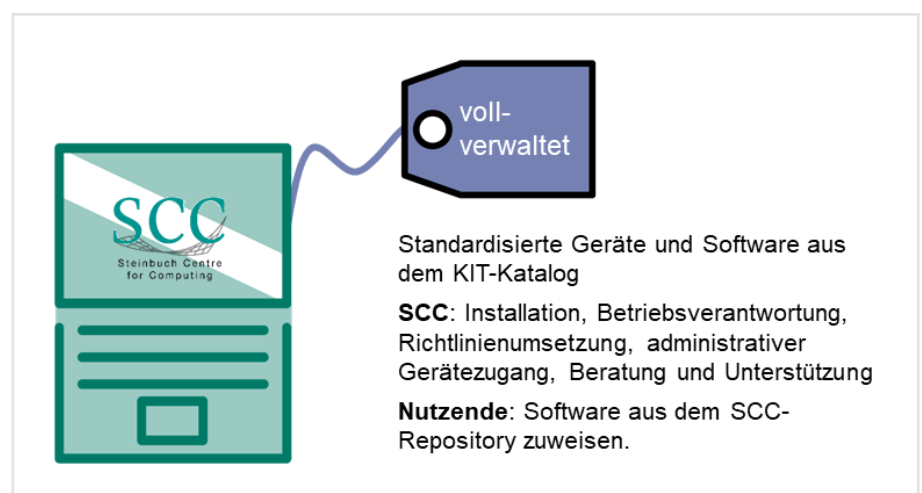 voll-
verwaltet
SCC
Steinbuch Centre
for Computing
Standardisierte Geräte und Software aus
dem KIT-Katalog
SCC: Installation, Betriebsverantwortung,
Richtlinienumsetzung, administrativer
Gerätezugang, Beratung und Unterstützung
Nutzende: Software aus dem SCC-
Repository zuweisen.